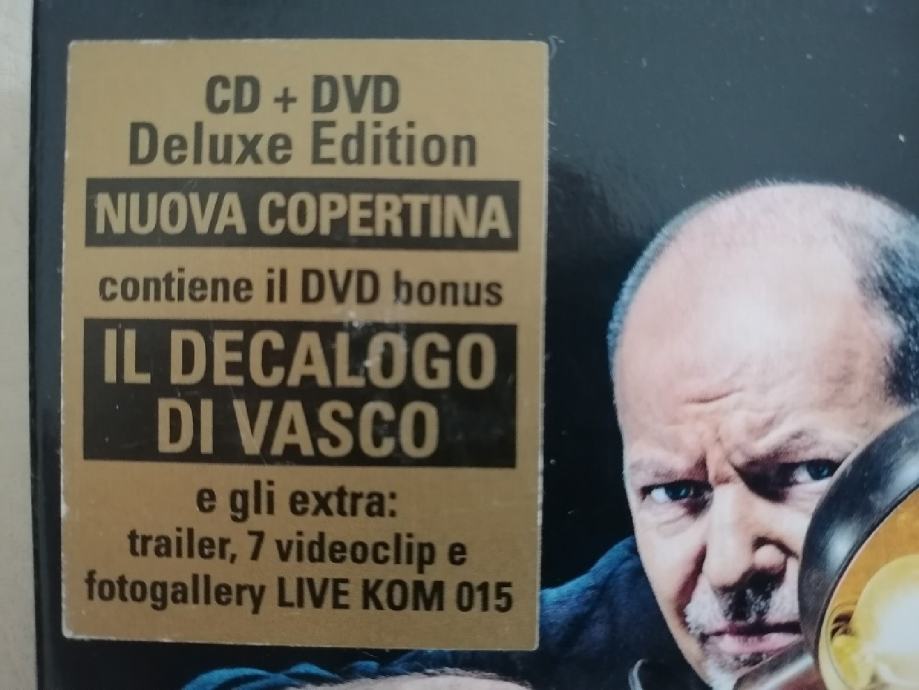 CD + DVD
Deluxe Edition
NUOVA COPERTINA
contiene il DVD bonus
IL DECALOGO
DI VASCO
e gli extra:
trailer, 7 videoclip e
fotogallery LIVE KOM 015